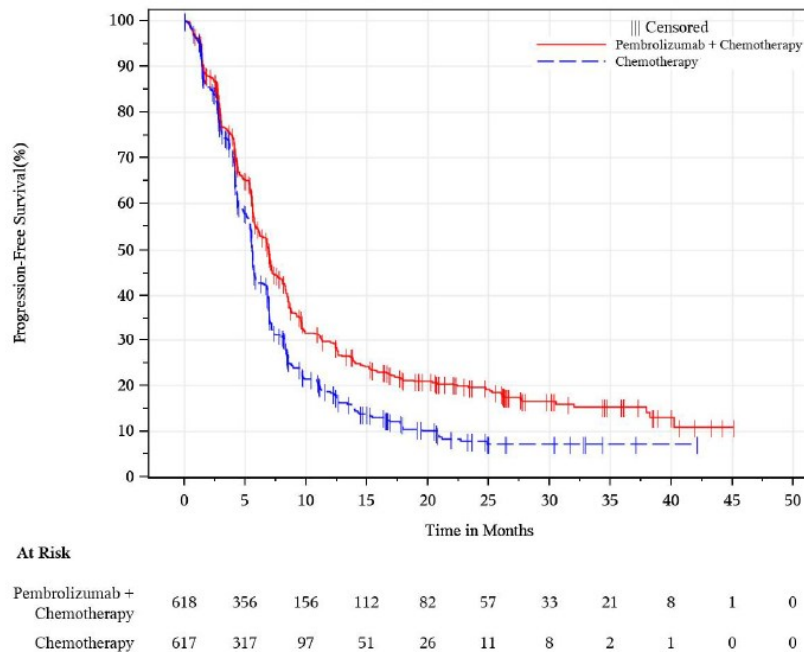 ||| Censored
Pembrolizumab + Chemotherapy
Chemotherapy
Progression-Free Survival(%)
100
90
80
70
60
50
40
30
20
10
0
0 5 10 15 20 25 30 35 40 45 50
Time in Months
At Risk
Pembrolizumab +
Chemotherapy 618 356 156 112 82 57 33 21 8 1 0
Chemotherapy 617 317 97 51 26 11 8 2 1 0 0